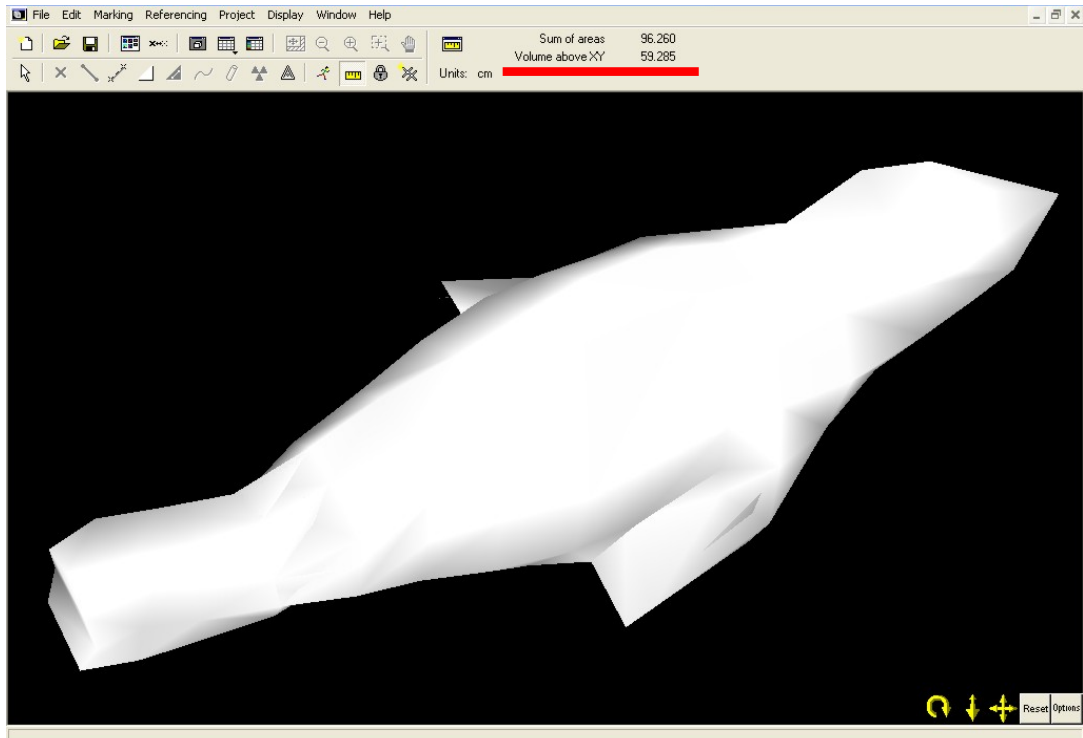 File Edit Marking Referencing Project Display Window Help
Sum of areas 96.260
Volume above XY 59.285
Units: cm
Reset Options